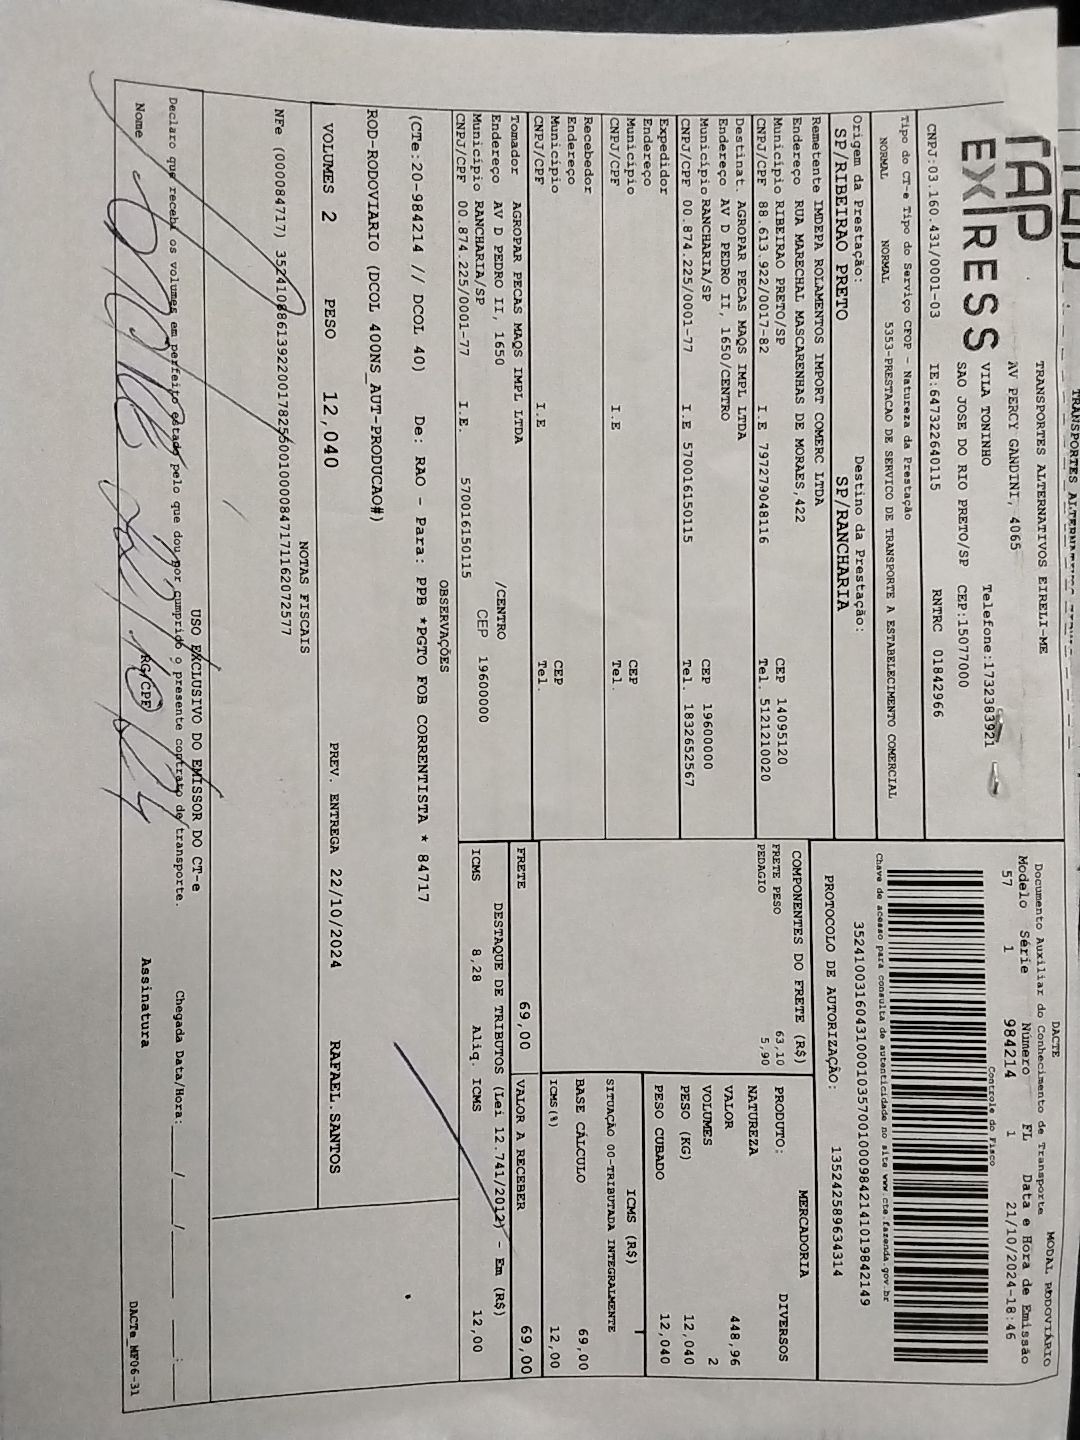 TAP
EX/RESS
TRANSPORTES ALTERNATIVOS EIRELI-ME
AV PERCY GANDINI, 4065
VILA TONINHO Telefone:1732383921
SAO JOSE DO RIO PRETO/SP CEP:15077000
CNPJ:03.160.431/0001-03 IE:647322640115 RNTRC 01842966
DACTE MODAL RODOVIÁRIO
Documento Auxiliar do Conhecimento de Transporte
Modelo Série Número FL Data e Hora de Emissão
57 1 984214 1 21/10/2024-18:46
Controle do Fisco
Chave de acesso para consulta de autenticidade no site www.cte.fazenda.gov.br
35241003160431000103570010009842141019842149
PROTOCOLO DE AUTORIZAÇÃO: 135242589634314
Tipo do CT-e Tipo do Serviço CFOP - Natureza da Prestação
NORMAL NORMAL 5353-PRESTACAO DE SERVICO DE TRANSPORTE A ESTABELECIMENTO COMERCIAL
Origem da Prestação: Destino da Prestação:
SP/RIBEIRAO PRETO SP/RANCHARIA
Remetente IMDEPA ROLAMENTOS IMPORT COMERC LTDA
Endereço RUA MARECHAL MASCARENHAS DE MORAES,422
Município RIBEIRAO PRETO/SP CEP 14095120
CNPJ/CPF 88.613.922/0017-82 I.E 797279048116 Tel. 5121210020
Destinat. AGROPAR PECAS MAQS IMPL LTDA
Endereço AV D PEDRO II, 1650/CENTRO
Município RANCHARIA/SP CEP 19600000
CNPJ/CPF 00.874.225/0001-77 I.E 570016150115 Tel. 1832652567
Expedidor
Endereço
Município CEP
CNPJ/CPF I.E Tel.
Recebedor
Endereço
Município CEP
CNPJ/CPF I.E Tel.
Tomador AGROPAR PECAS MAQS IMPL LTDA
Endereço AV D PEDRO II, 1650 /CENTRO
Município RANCHARIA/SP CEP 19600000
CNPJ/CPF 00.874.225/0001-77 I.E. 570016150115
COMPONENTES DO FRETE (R$)
FRETE PESO 63,10
PEDAGIO 5,90
MERCADORIA
PRODUTO: DIVERSOS
NATUREZA
VALOR 448,96
VOLUMES 2
PESO (KG) 12,040
PESO CUBADO 12,040
ICMS (R$)
SITUAÇÃO 00-TRIBUTADA INTEGRALMENTE
BASE CÁLCULO 69,00
ICMS(%) 12,00
FRETE 69,00 VALOR A RECEBER 69,00
DESTAQUE DE TRIBUTOS (Lei 12.741/2012) - Em (R$)
ICMS 8,28 Aliq. ICMS 12,00
OBSERVAÇÕES
(CTe:20-984214 // DCOL 40) De: RAO - Para: PPB *PGTO FOB CORRENTISTA * 84717
ROD-RODOVIARIO (DCOL 400NS_AUT-PRODUCAO#)
VOLUMES 2 PESO 12,040 PREV. ENTREGA 22/10/2024 RAFAEL.SANTOS
NOTAS FISCAIS
NFe (000084717) 35241088613922001782550010000847171162072577
USO EXCLUSIVO DO EMISSOR DO CT-e
Declaro que recebi os volumes em perfeito estado pelo que dou por cumprido o presente contrato de transporte. Chegada Data/Hora: ____/____/____ ____:____
Nome RG/CPF Assinatura
DACTe_MF06-31